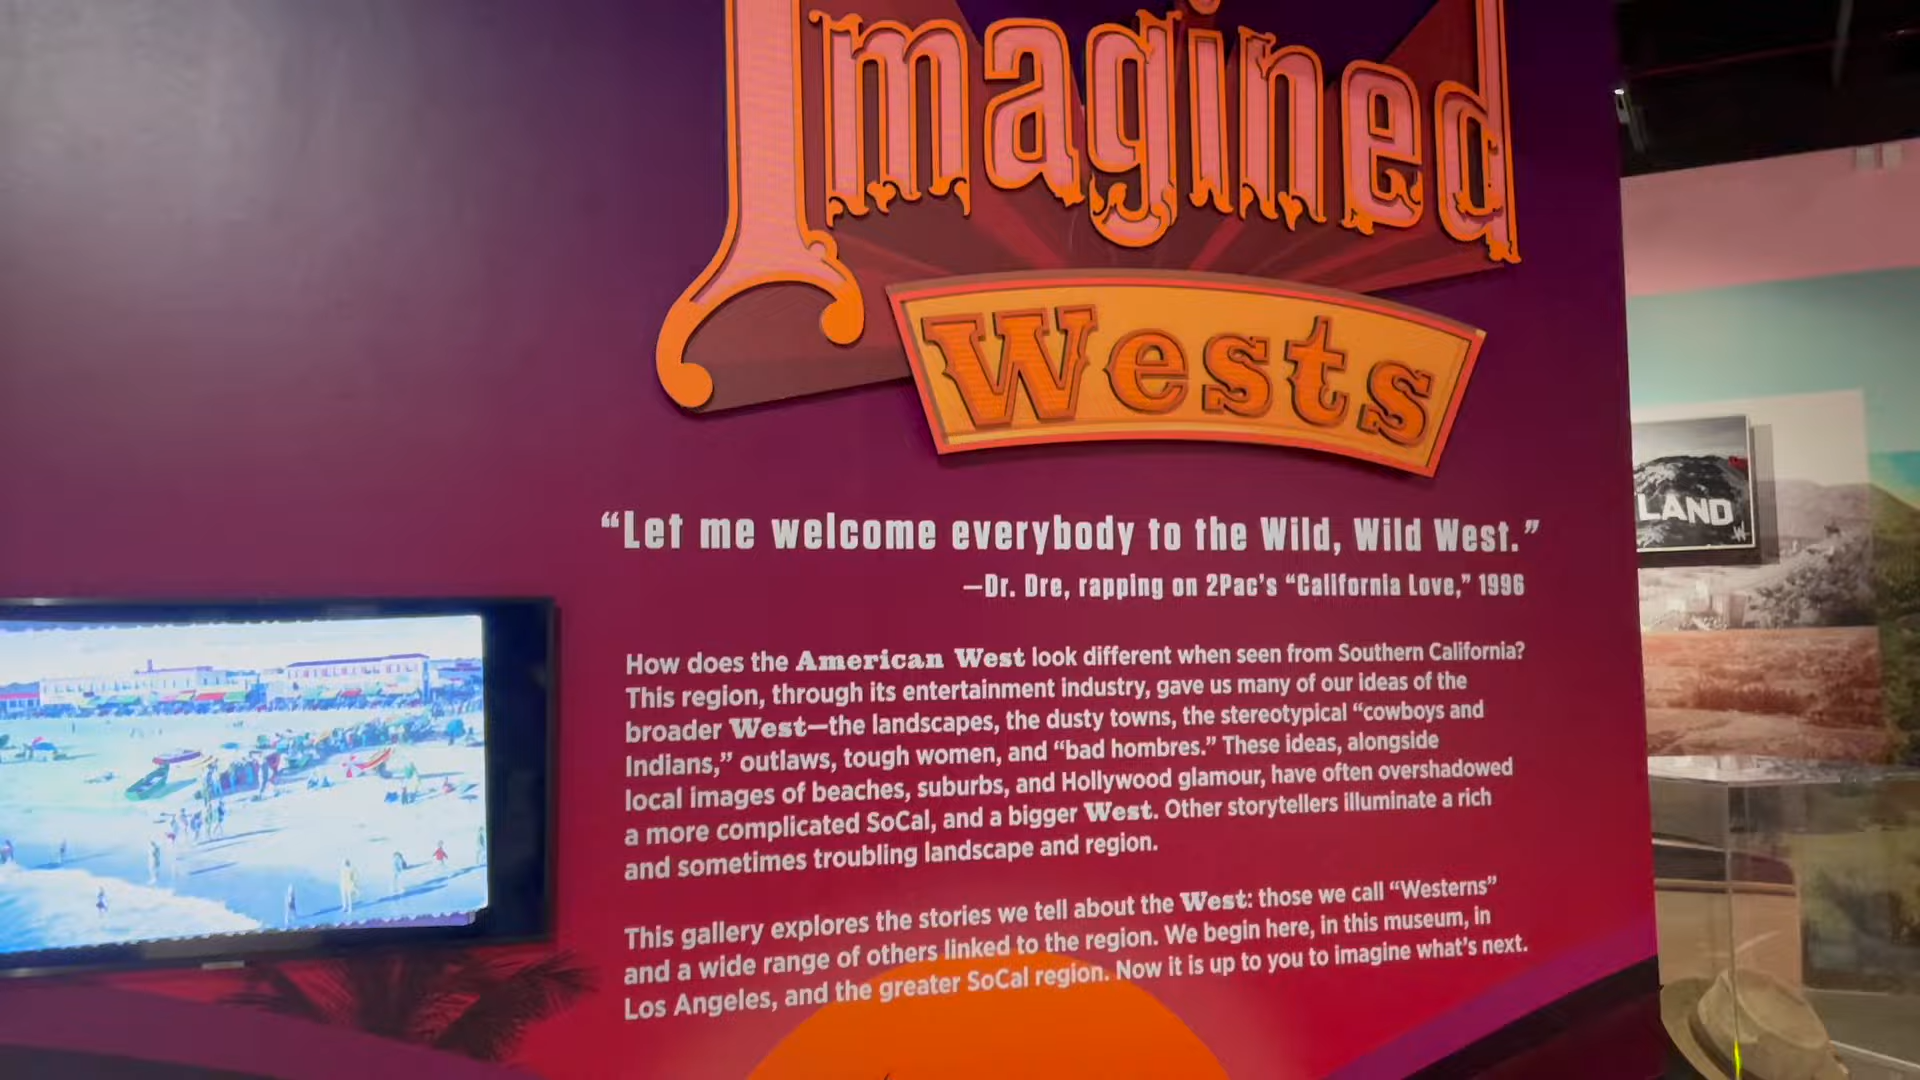 Imagined
Wests
“Let me welcome everybody to the Wild, Wild West.”
—Dr. Dre, rapping on 2Pac’s “California Love,” 1996
How does the American West look different when seen from Southern California?
This region, through its entertainment industry, gave us many of our ideas of the
broader West—the landscapes, the dusty towns, the stereotypical “cowboys and
Indians,” outlaws, tough women, and “bad hombres.” These ideas, alongside
local images of beaches, suburbs, and Hollywood glamour, have often overshadowed
a more complicated SoCal, and a bigger West. Other storytellers illuminate a rich
and sometimes troubling landscape and region.
This gallery explores the stories we tell about the West: those we call “Westerns”
and a wide range of others linked to the region. We begin here, in this museum, in
Los Angeles, and the greater SoCal region. Now it is up to you to imagine what’s next.
LAND